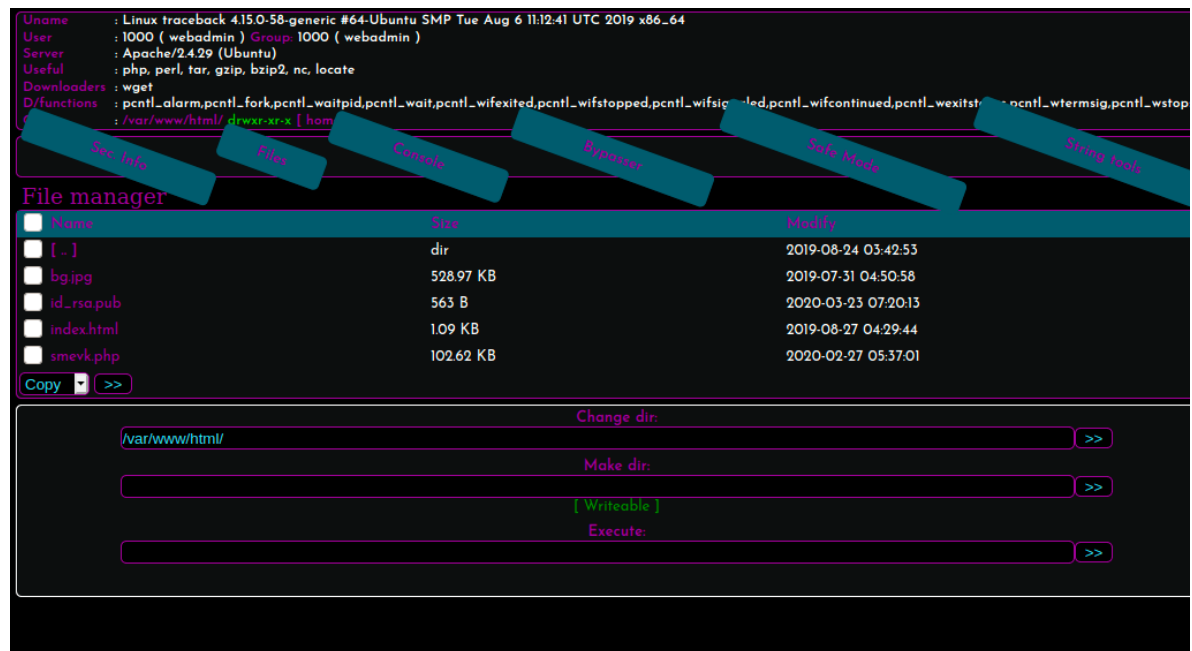 Uname : Linux traceback 4.15.0-58-generic #64-Ubuntu SMP Tue Aug 6 11:12:41 UTC 2019 x86_64
User : 1000 ( webadmin ) Group: 1000 ( webadmin )
Server : Apache/2.4.29 (Ubuntu)
Useful : php, perl, tar, gzip, bzip2, nc, locate
Downloaders : wget
D/functions : pcntl_alarm,pcntl_fork,pcntl_waitpid,pcntl_wait,pcntl_wifexited,pcntl_wifstopped,pcntl_wifcontinued,pcntl_wtermsig,pcntl_wstop
: /var/www/html/ drwxr-xr-x [ hom
Sec. Info Files Console Bypasser Safe Mode String tools
File manager
Name Size Modify
[ .. ] dir 2019-08-24 03:42:53
bg.jpg 528.97 KB 2019-07-31 04:50:58
id_rsa.pub 563 B 2020-03-23 07:20:13
index.html 1.09 KB 2019-08-27 04:29:44
smevk.php 102.62 KB 2020-02-27 05:37:01
Copy >>
Change dir:
/var/www/html/ >>
Make dir:
>>
[ Writeable ]
Execute:
>>